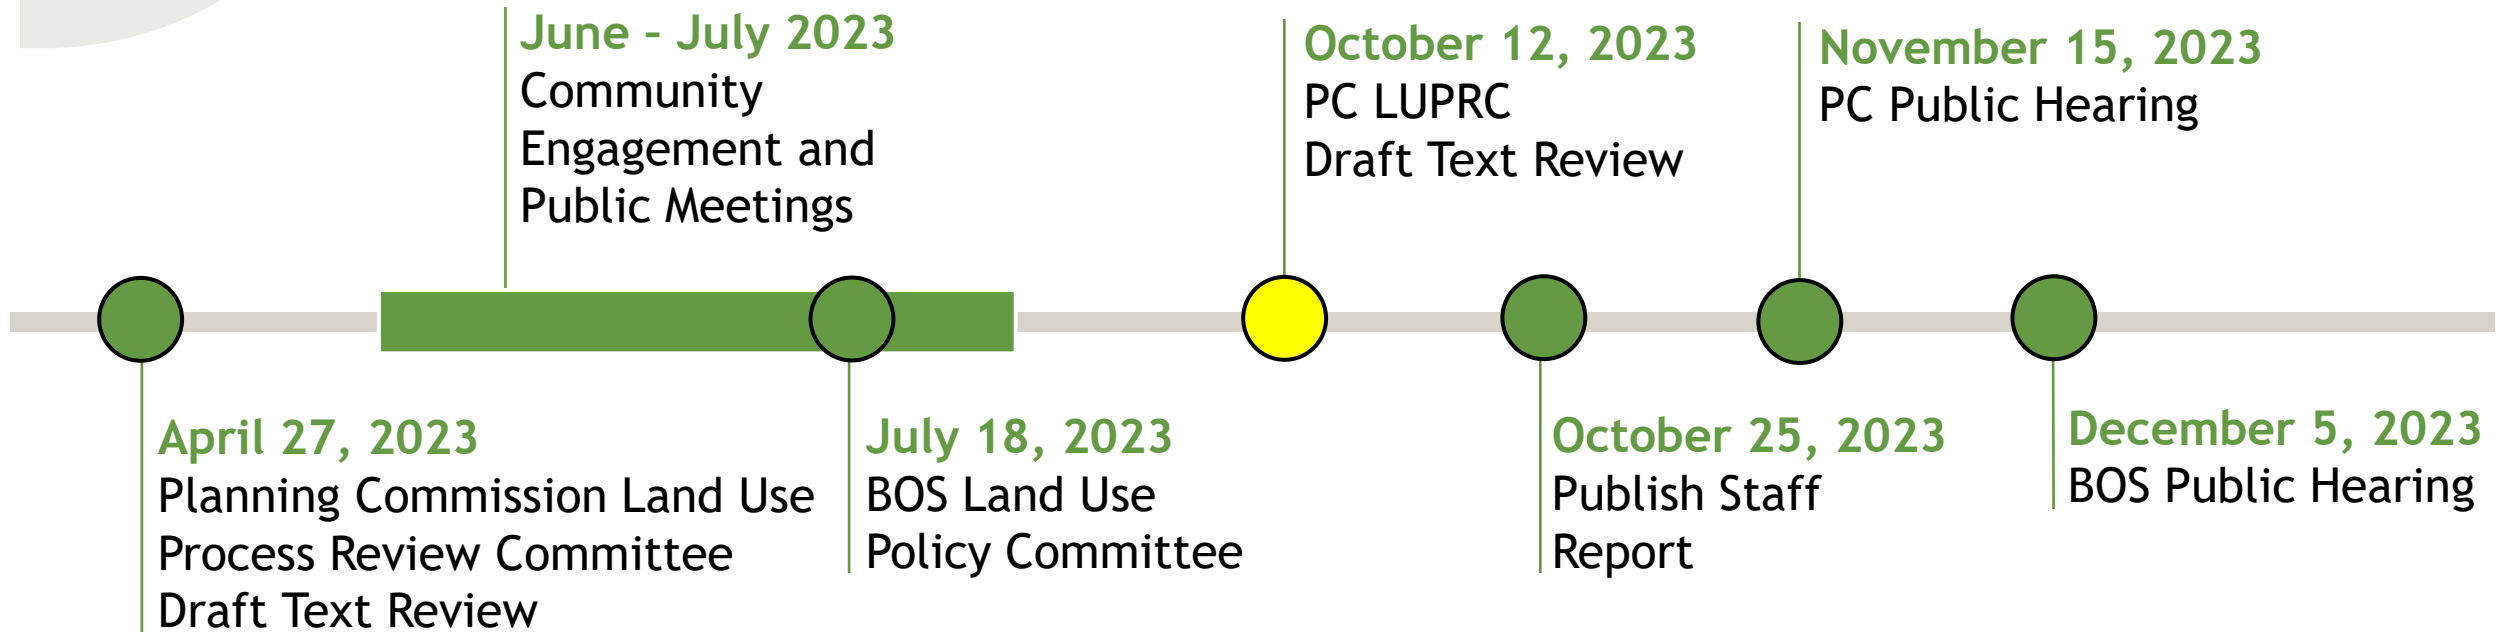 June - July 2023
Community
Engagement and
Public Meetings
October 12, 2023
PC LUPRC
Draft Text Review
November 15, 2023
PC Public Hearing
April 27, 2023
Planning Commission Land Use
Process Review Committee
Draft Text Review
July 18, 2023
BOS Land Use
Policy Committee
October 25, 2023
Publish Staff
Report
December 5, 2023
BOS Public Hearing